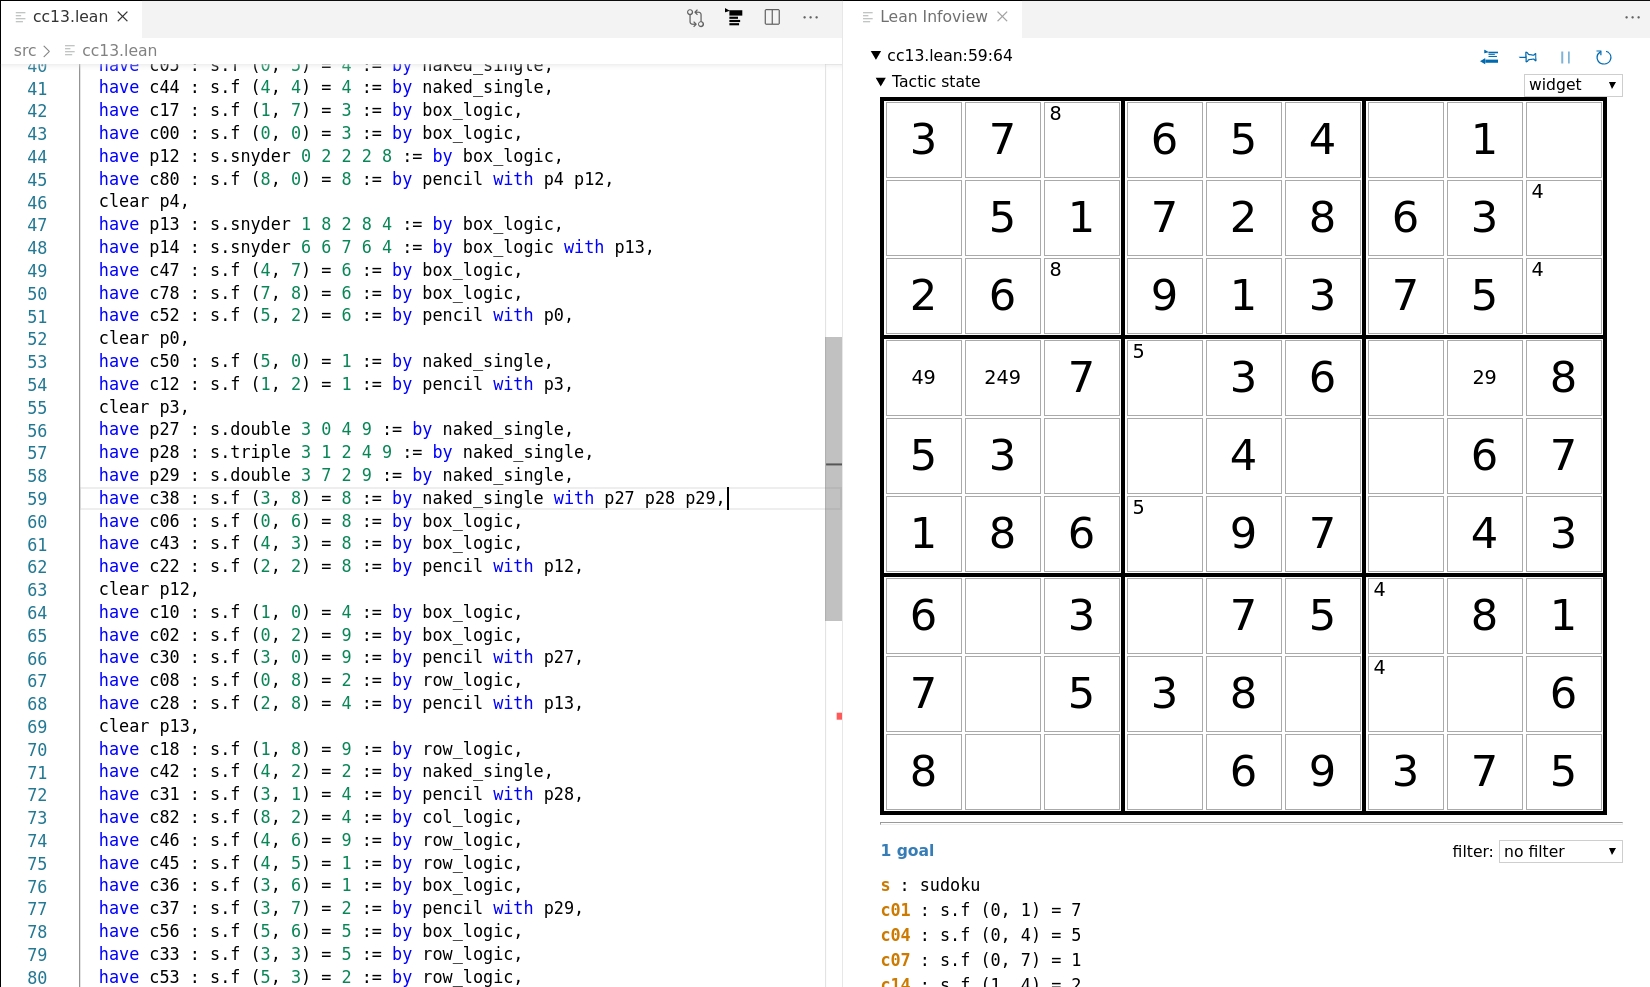 cc13.lean
src > cc13.lean
40 have c05 : s.f (0, 5) = 4 := by naked_single,
41 have c44 : s.f (4, 4) = 4 := by naked_single,
42 have c17 : s.f (1, 7) = 3 := by box_logic,
43 have c00 : s.f (0, 0) = 3 := by box_logic,
44 have p12 : s.snyder 0 2 2 2 8 := by box_logic,
45 have c80 : s.f (8, 0) = 8 := by pencil with p4 p12,
46 clear p4,
47 have p13 : s.snyder 1 8 2 8 4 := by box_logic,
48 have p14 : s.snyder 6 6 7 6 4 := by box_logic with p13,
49 have c47 : s.f (4, 7) = 6 := by box_logic,
50 have c78 : s.f (7, 8) = 6 := by box_logic,
51 have c52 : s.f (5, 2) = 6 := by pencil with p0,
52 clear p0,
53 have c50 : s.f (5, 0) = 1 := by naked_single,
54 have c12 : s.f (1, 2) = 1 := by pencil with p3,
55 clear p3,
56 have p27 : s.double 3 0 4 9 := by naked_single,
57 have p28 : s.triple 3 1 2 4 9 := by naked_single,
58 have p29 : s.double 3 7 2 9 := by naked_single,
59 have c38 : s.f (3, 8) = 8 := by naked_single with p27 p28 p29,
60 have c06 : s.f (0, 6) = 8 := by box_logic,
61 have c43 : s.f (4, 3) = 8 := by box_logic,
62 have c22 : s.f (2, 2) = 8 := by pencil with p12,
63 clear p12,
64 have c10 : s.f (1, 0) = 4 := by box_logic,
65 have c02 : s.f (0, 2) = 9 := by box_logic,
66 have c30 : s.f (3, 0) = 9 := by pencil with p27,
67 have c08 : s.f (0, 8) = 2 := by row_logic,
68 have c28 : s.f (2, 8) = 4 := by pencil with p13,
69 clear p13,
70 have c18 : s.f (1, 8) = 9 := by row_logic,
71 have c42 : s.f (4, 2) = 2 := by naked_single,
72 have c31 : s.f (3, 1) = 4 := by pencil with p28,
73 have c82 : s.f (8, 2) = 4 := by col_logic,
74 have c46 : s.f (4, 6) = 9 := by row_logic,
75 have c45 : s.f (4, 5) = 1 := by row_logic,
76 have c36 : s.f (3, 6) = 1 := by box_logic,
77 have c37 : s.f (3, 7) = 2 := by pencil with p29,
78 have c56 : s.f (5, 6) = 5 := by box_logic,
79 have c33 : s.f (3, 3) = 5 := by row_logic,
80 have c53 : s.f (5, 3) = 2 := by row_logic,
Lean Infoview
cc13.lean:59:64
Tactic state
widget
3 7 8 6 5 4 1
5 1 7 2 8 6 3 4
2 6 8 9 1 3 7 5 4
49 249 7 5 3 6 29 8
5 3 4 6 7
1 8 6 5 9 7 4 3
6 3 7 5 4 8 1
7 5 3 8 4 6
8 6 9 3 7 5
1 goal
filter: no filter
s : sudoku
c01 : s.f (0, 1) = 7
c04 : s.f (0, 4) = 5
c07 : s.f (0, 7) = 1
c14 : s.f (1, 4) = 2